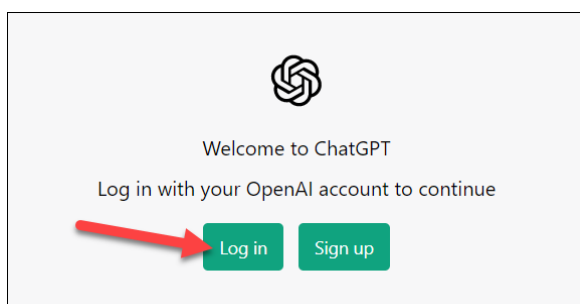 Welcome to ChatGPT
Log in with your OpenAI account to continue
Log in Sign up